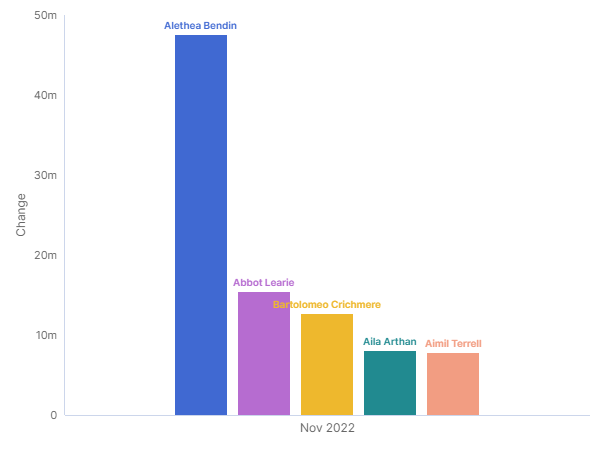 50m
Alethea Bendin
40m
30m
Change
20m
Abbot Learie
Bartolomeo Crichmere
10m
Aila Arthan
Aimil Terrell
0
Nov 2022